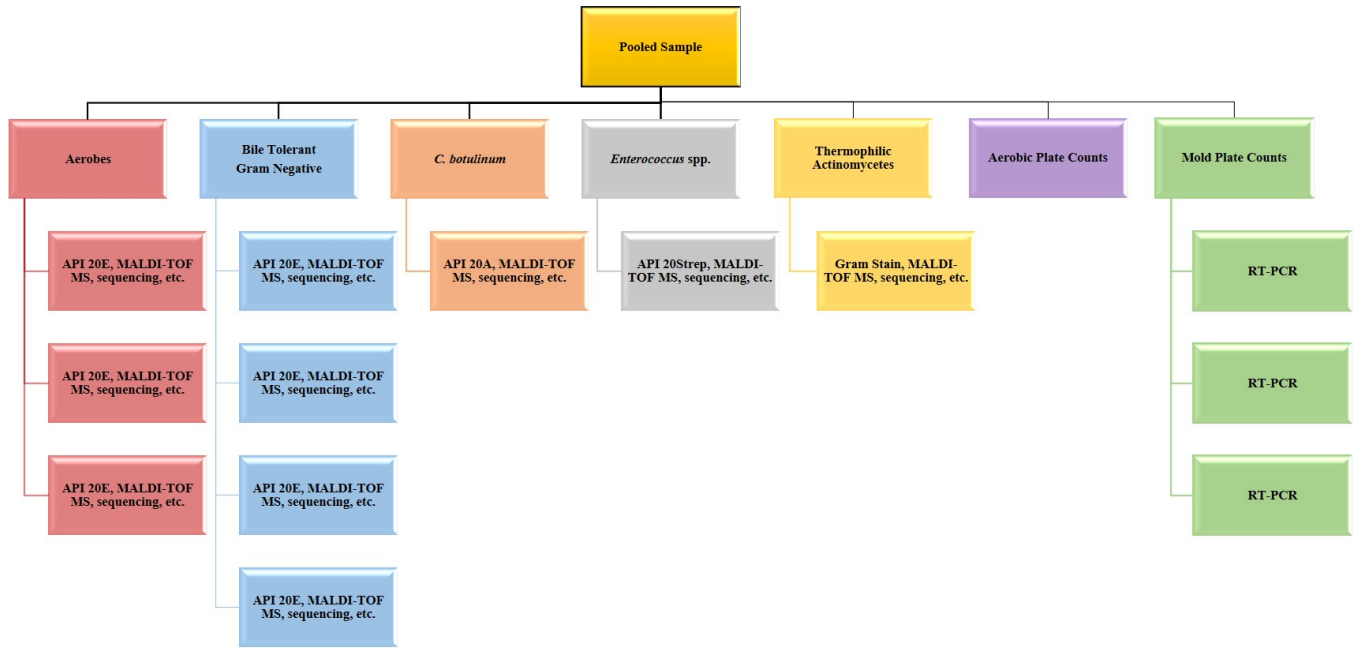 Pooled Sample
Aerobes
Bile Tolerant
Gram Negative
C. botulinum
Enterococcus spp.
Thermophilic
Actinomycetes
Aerobic Plate Counts
Mold Plate Counts
API 20E, MALDI-TOF
MS, sequencing, etc.
API 20E, MALDI-TOF
MS, sequencing, etc.
API 20A, MALDI-TOF
MS, sequencing, etc.
API 20Strep, MALDI-
TOF MS, sequencing, etc.
Gram Stain, MALDI-
TOF MS, sequencing, etc.
RT-PCR
API 20E, MALDI-TOF
MS, sequencing, etc.
API 20E, MALDI-TOF
MS, sequencing, etc.
RT-PCR
API 20E, MALDI-TOF
MS, sequencing, etc.
API 20E, MALDI-TOF
MS, sequencing, etc.
RT-PCR
API 20E, MALDI-TOF
MS, sequencing, etc.